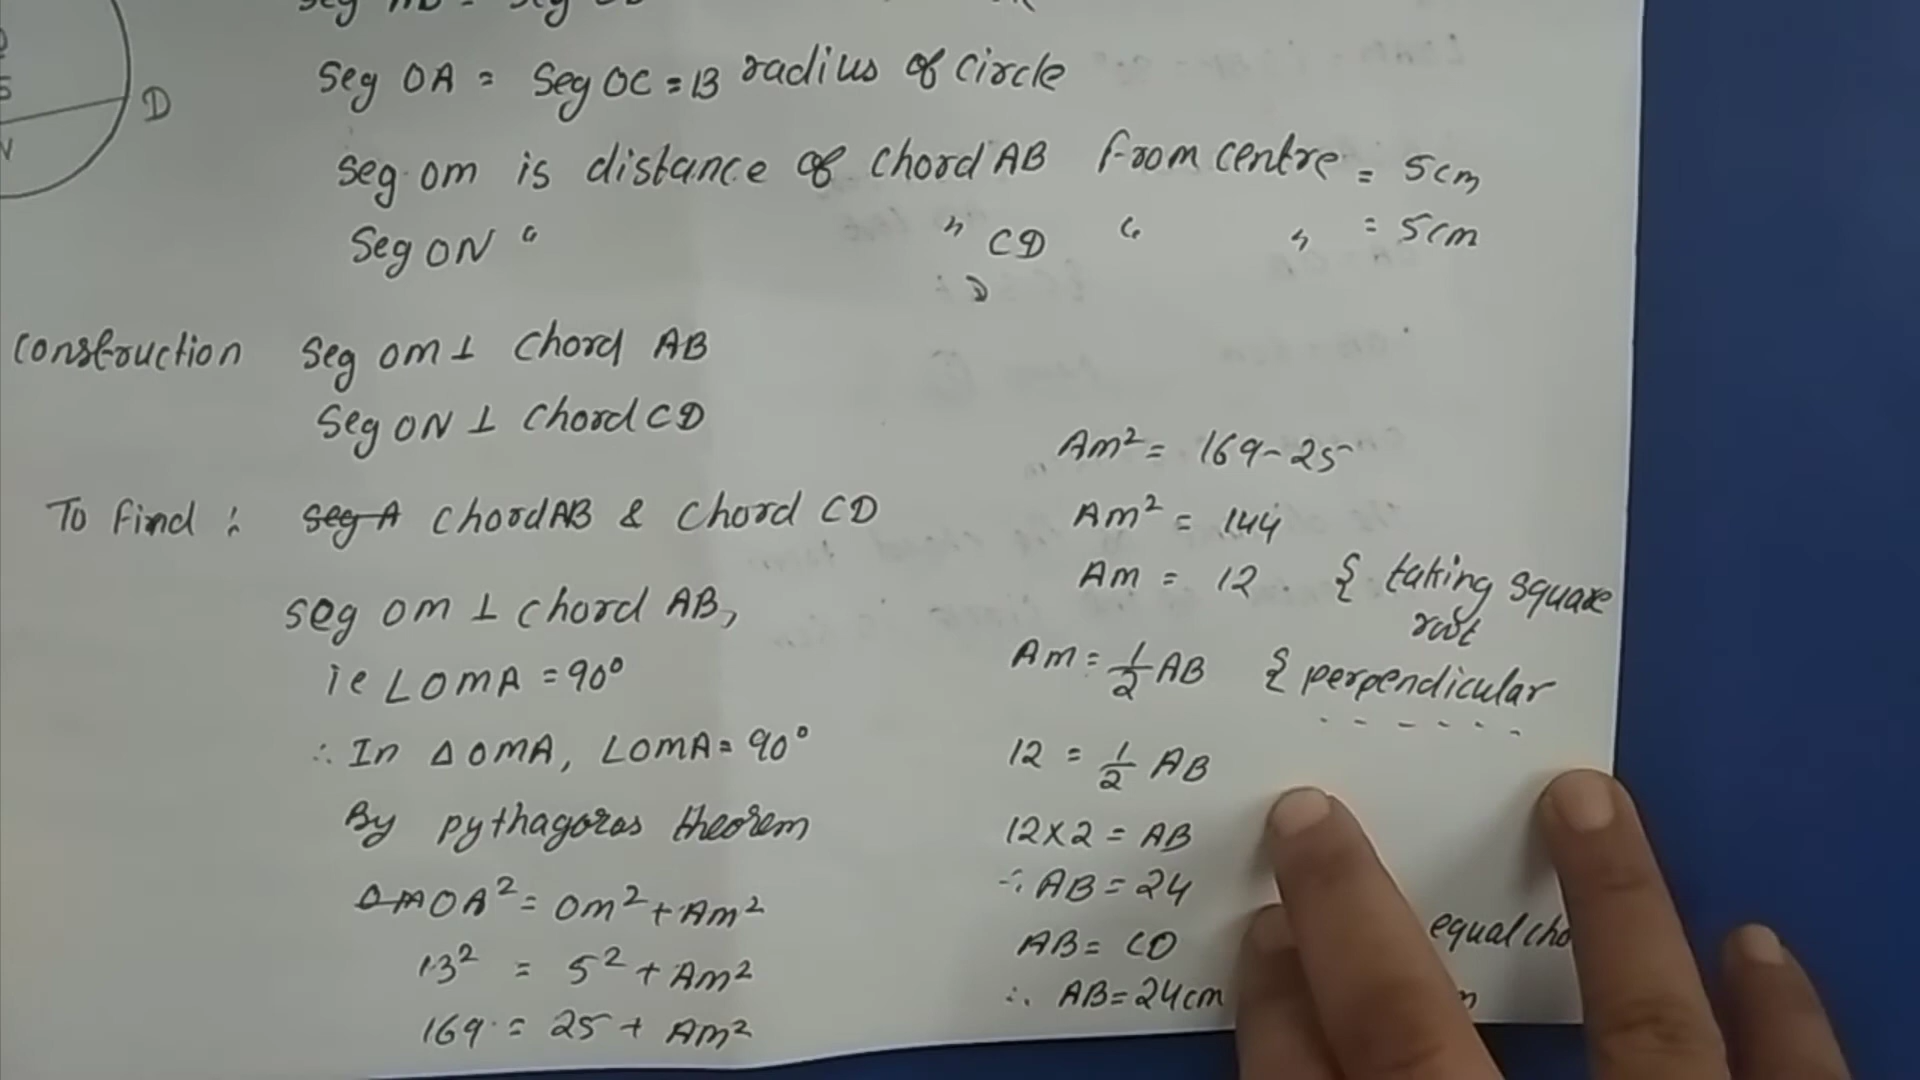 D
Seg OA = Seg OC = 13 radius of circle
seg om is distance of chord AB from centre = 5cm
Seg ON " " CD " " = 5cm
construction Seg om ⊥ chord AB
Seg ON ⊥ chord CD
To find : seg A chord AB & chord CD
seg om ⊥ chord AB,
ie ∠OMA = 90°
∴ In △ OMA, ∠OMA = 90°
By pythagoras theorem
OA² = Om² + Am²
13² = 5² + Am²
169 = 25 + Am²
Am² = 169 - 25
Am² = 144
Am = 12 { taking square
root
Am = 1/2 AB { perpendicular
- - - - - -
12 = 1/2 AB
12 x 2 = AB
∴ AB = 24
AB = CD equal cho
∴ AB = 24cm